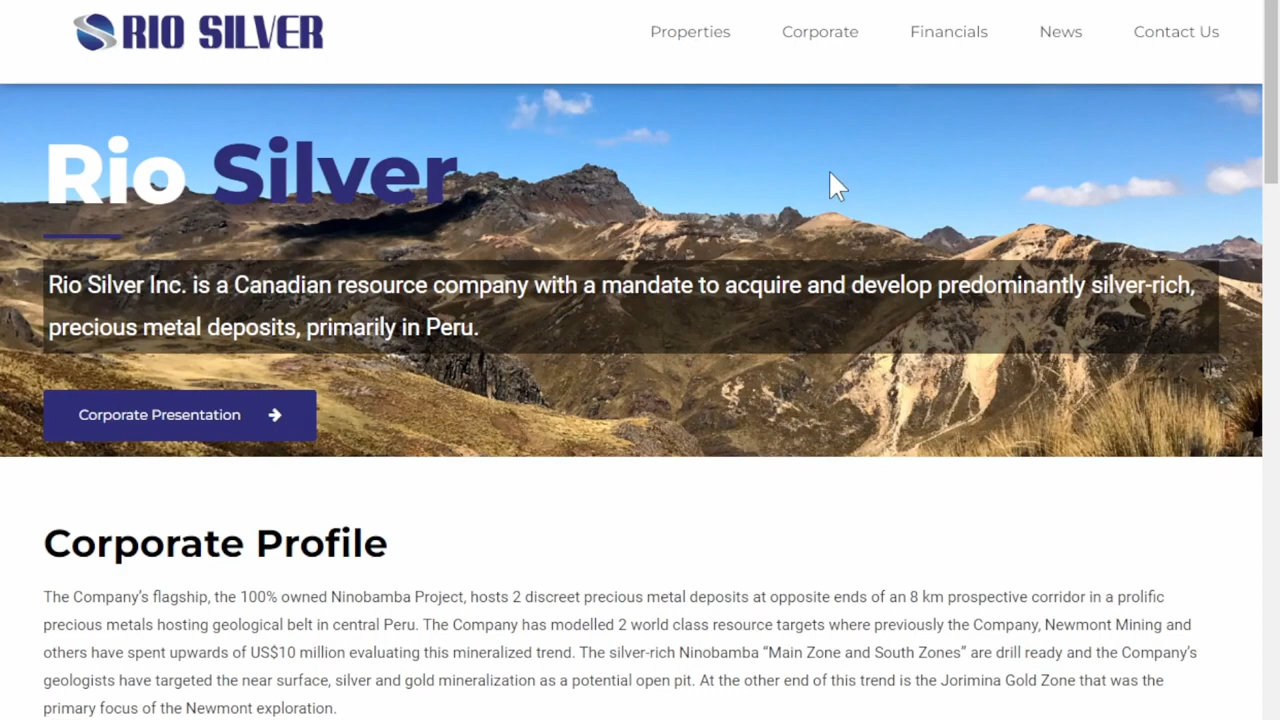 RIO SILVER
Properties Corporate Financials News Contact Us
Rio Silver
Rio Silver Inc. is a Canadian resource company with a mandate to acquire and develop predominantly silver-rich,
precious metal deposits, primarily in Peru.
Corporate Presentation
Corporate Profile
The Company’s flagship, the 100% owned Ninobamba Project, hosts 2 discreet precious metal deposits at opposite ends of an 8 km prospective corridor in a prolific
precious metals hosting geological belt in central Peru. The Company has modelled 2 world class resource targets where previously the Company, Newmont Mining and
others have spent upwards of US$10 million evaluating this mineralized trend. The silver-rich Ninobamba “Main Zone and South Zones” are drill ready and the Company’s
geologists have targeted the near surface, silver and gold mineralization as a potential open pit. At the other end of this trend is the Jorimina Gold Zone that was the
primary focus of the Newmont exploration.